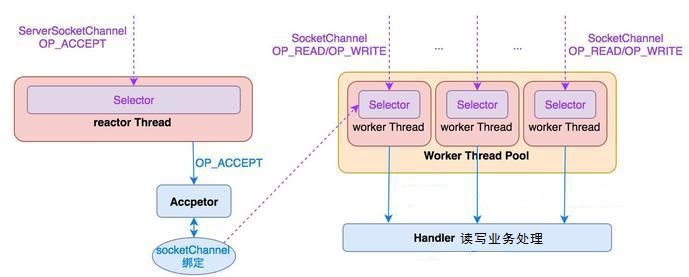 ServerSocketChannel
OP_ACCEPT
Selector
reactor Thread
OP_ACCEPT
Accpetor
socketChannel
绑定
SocketChannel
OP_READ/OP_WRITE
...
...
SocketChannel
OP_READ/OP_WRITE
Selector
worker Thread
Selector
worker Thread
Selector
worker Thread
Worker Thread Pool
Handler 读写业务处理